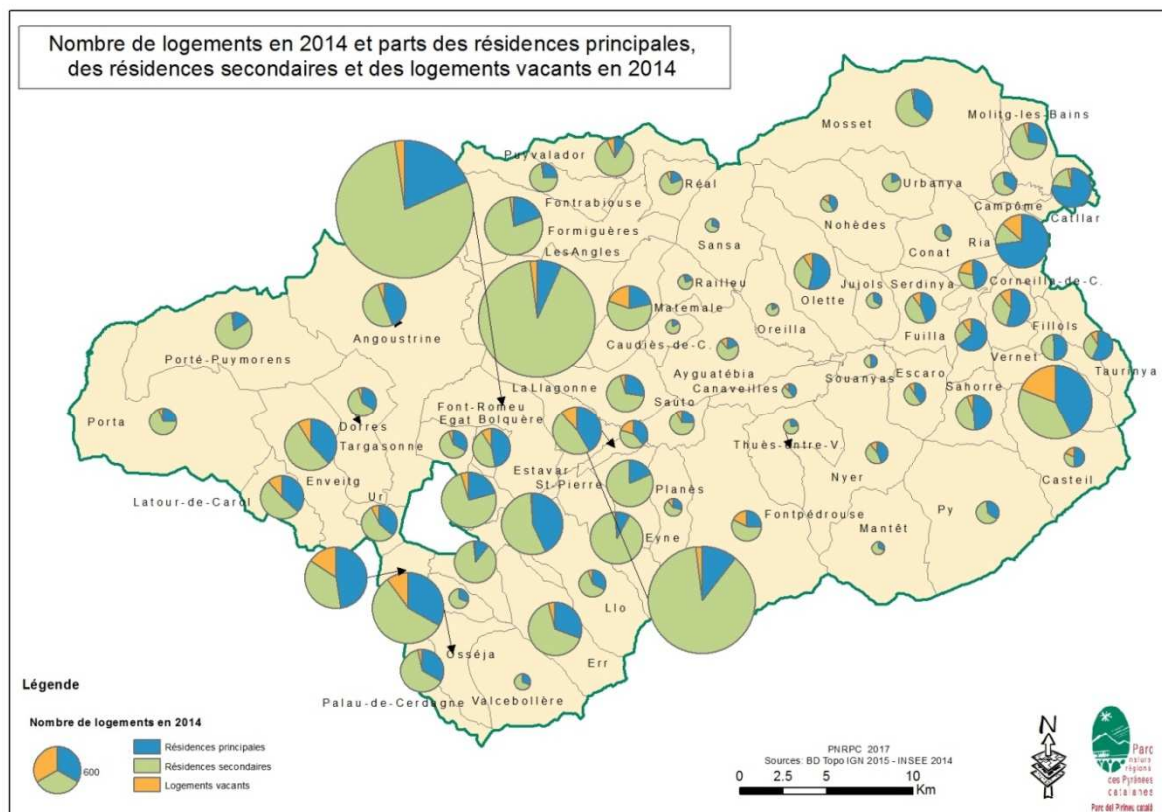 Nombre de logements en 2014 et parts des résidences principales,
des résidences secondaires et des logements vacants en 2014
Mosset
Molitg-les-Bains
Puyvalador
Réal
Urbanya
Campôme
Catllar
Fontrabiouse
Nohèdes
Formiguères
Sansa
Conat
Ria
LesAngles
Railleu
Olette
Jujols
Serdinya
Corneilla-de-C.
Matemale
Oreilla
Angoustrine
Fuilla
Fillols
Porté-Puymorens
Caudiès-de-C.
Vernet
Ayguatébia
Taurinya
Souanyas
Escaro
LaLlagonne
Canaveilles
Sahorre
Sauto
Porta
Dorres
Font-Romeu
Egat
Bolquère
Targasonne
Thuès-entre-V.
Casteil
Estavar
Nyer
Enveitg
St-Pierre
Planès
Latour-de-Carol
Ur
Py
Fontpédrouse
Mantêt
Eyne
Llo
Osséja
Err
Palau-de-Cerdagne
Valcebollère
Légende
Nombre de logements en 2014
600
Résidences principales
Résidences secondaires
Logements vacants
PNRPC 2017
Sources: BD Topo IGN 2015 - INSEE 2014
0 2,5 5 10
Km
N
Parc
naturel
régional
des Pyrénées
catalanes
Parc del Pirineu català